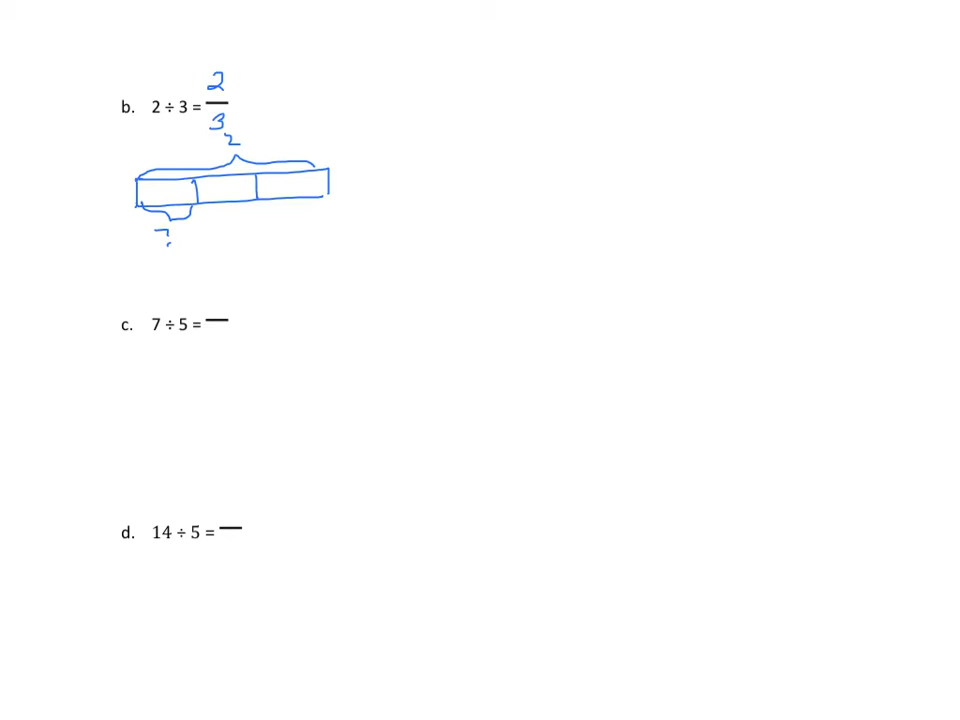 b. 2 ÷ 3 = 2/3
2
?
c. 7 ÷ 5 = —
d. 14 ÷ 5 = —